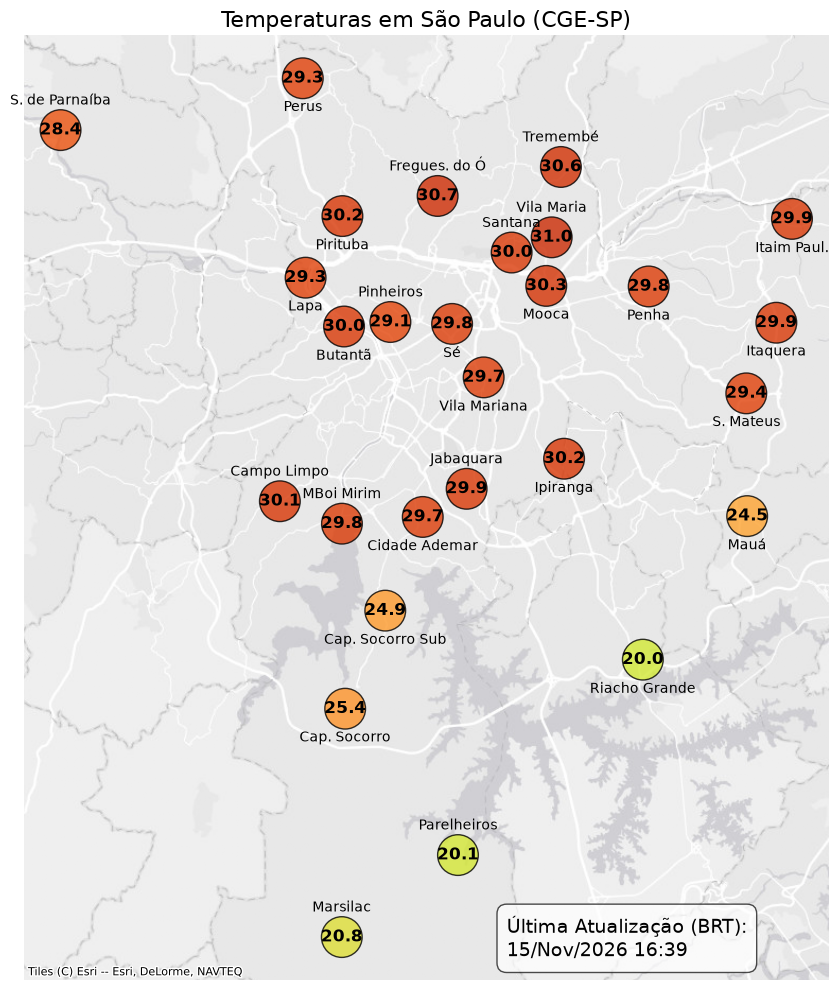 Temperaturas em São Paulo (CGE-SP)
29.3
Perus
S. de Parnaíba
28.4
Tremembé
30.6
Fregues. do Ó
30.7
30.2
Pirituba
Vila Maria
31.0
Santana
30.0
29.9
Itaim Paul.
29.3
Lapa
30.3
Mooca
29.8
Penha
Pinheiros
29.1
30.0
Butantã
29.8
Sé
29.9
Itaquera
29.7
Vila Mariana
29.4
S. Mateus
30.2
Ipiranga
Jabaquara
29.9
Campo Limpo
30.1
MBoi Mirim
29.8
29.7
Cidade Ademar
24.5
Mauá
24.9
Cap. Socorro Sub
20.0
Riacho Grande
25.4
Cap. Socorro
Parelheiros
20.1
Marsilac
20.8
Última Atualização (BRT):
15/Nov/2026 16:39
Tiles (C) Esri -- Esri, DeLorme, NAVTEQ